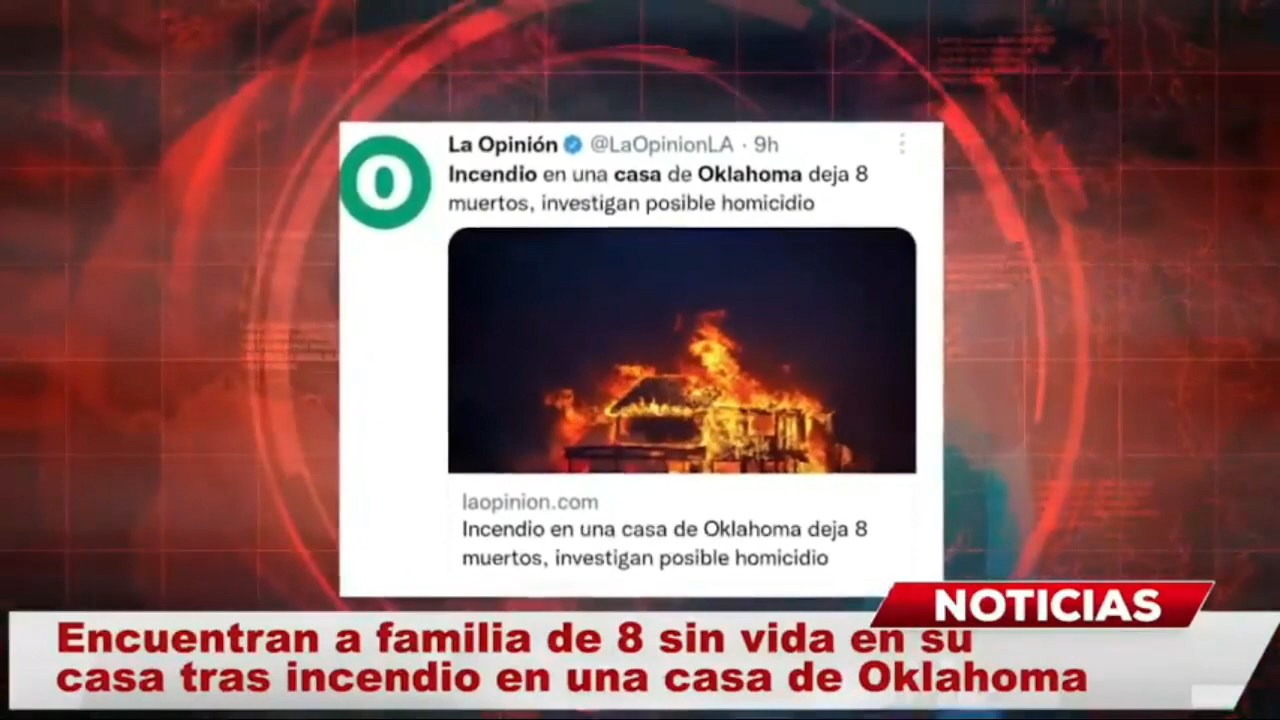 La Opinión @LaOpinionLA · 9h
Incendio en una casa de Oklahoma deja 8
muertos, investigan posible homicidio
laopinion.com
Incendio en una casa de Oklahoma deja 8
muertos, investigan posible homicidio
NOTICIAS
Encuentran a familia de 8 sin vida en su
casa tras incendio en una casa de Oklahoma